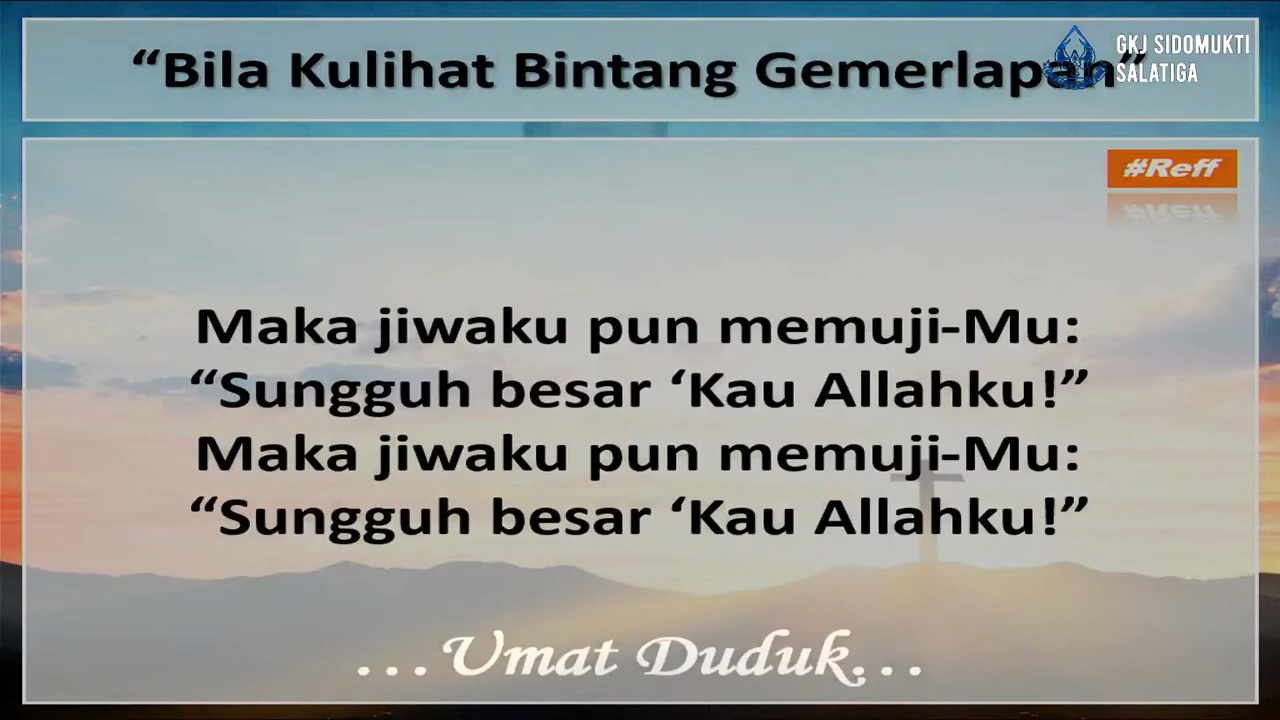 “Bila Kulihat Bintang Gemerlapan”
GKJ SIDOMUKTI
SALATIGA
#Reff
Maka jiwaku pun memuji-Mu:
“Sungguh besar ‘Kau Allahku!”
Maka jiwaku pun memuji-Mu:
“Sungguh besar ‘Kau Allahku!”
...Umat Duduk...